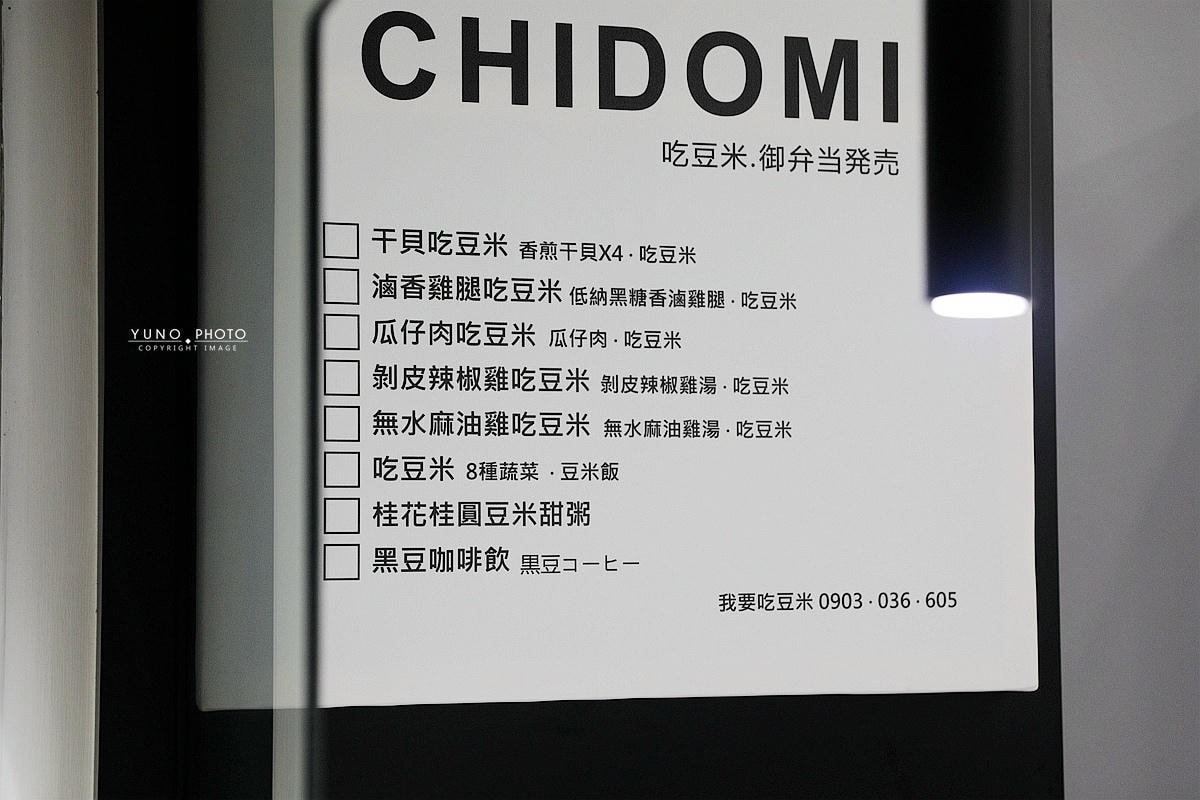 CHIDOMI
吃豆米.御弁当発売
干貝吃豆米 香煎干貝X4·吃豆米
滷香雞腿吃豆米 低納黑糖香滷雞腿·吃豆米
瓜仔肉吃豆米 瓜仔肉·吃豆米
剝皮辣椒雞吃豆米 剝皮辣椒雞湯·吃豆米
無水麻油雞吃豆米 無水麻油雞湯·吃豆米
吃豆米 8種蔬菜 ·豆米飯
桂花桂圓豆米甜粥
黑豆咖啡飲 黒豆コーヒー
我要吃豆米 0903·036·605
YUNO PHOTO
COPYRIGHT IMAGE